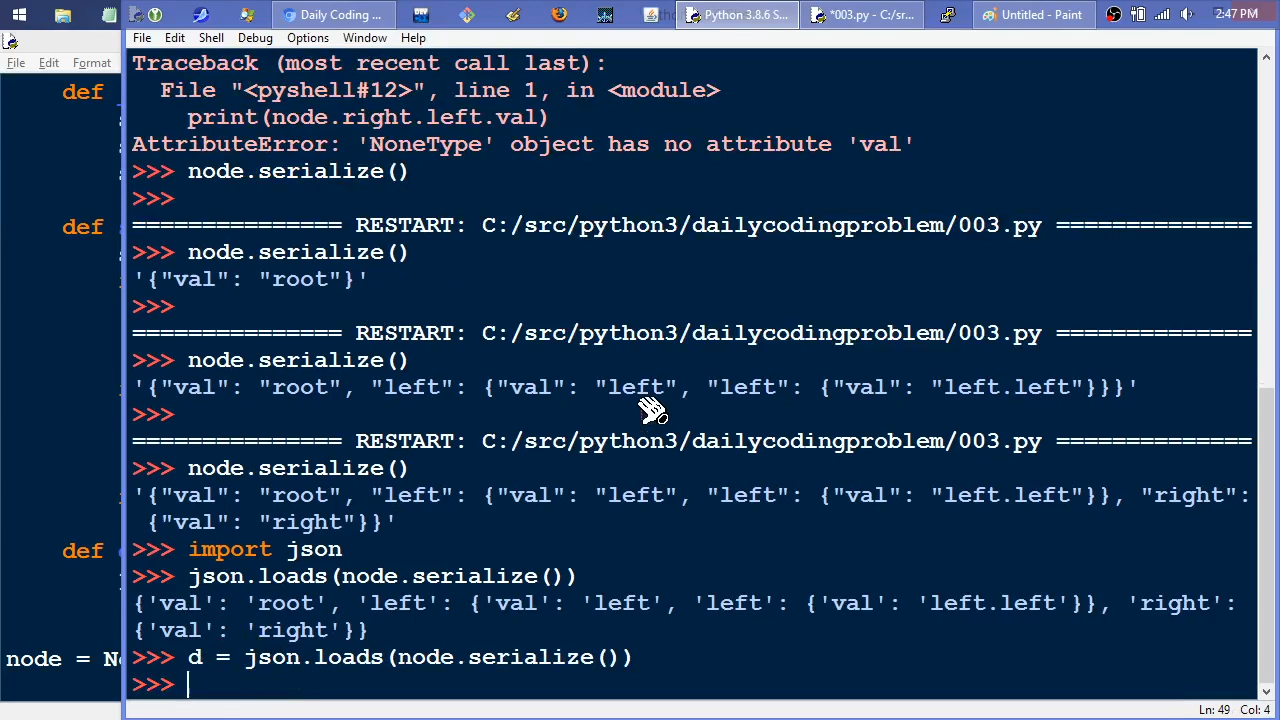 Daily Coding ...
Python 3.8.6 S...
*003.py - C:/sr...
Untitled - Paint
2:47 PM
File Edit Format
File Edit Shell Debug Options Window Help
def
def
def
node = No
Traceback (most recent call last):
  File "<pyshell#12>", line 1, in <module>
    print(node.right.left.val)
AttributeError: 'NoneType' object has no attribute 'val'
>>> node.serialize()
>>>
=============== RESTART: C:/src/python3/dailycodingproblem/003.py ==============
>>> node.serialize()
'{"val": "root"}'
>>>
=============== RESTART: C:/src/python3/dailycodingproblem/003.py ==============
>>> node.serialize()
'{"val": "root", "left": {"val": "left", "left": {"val": "left.left"}}}'
>>>
=============== RESTART: C:/src/python3/dailycodingproblem/003.py ==============
>>> node.serialize()
'{"val": "root", "left": {"val": "left", "left": {"val": "left.left"}}, "right":
 {"val": "right"}}'
>>> import json
>>> json.loads(node.serialize())
{'val': 'root', 'left': {'val': 'left', 'left': {'val': 'left.left'}}, 'right':
{'val': 'right'}}
>>> d = json.loads(node.serialize())
>>>
Ln: 49 Col: 4